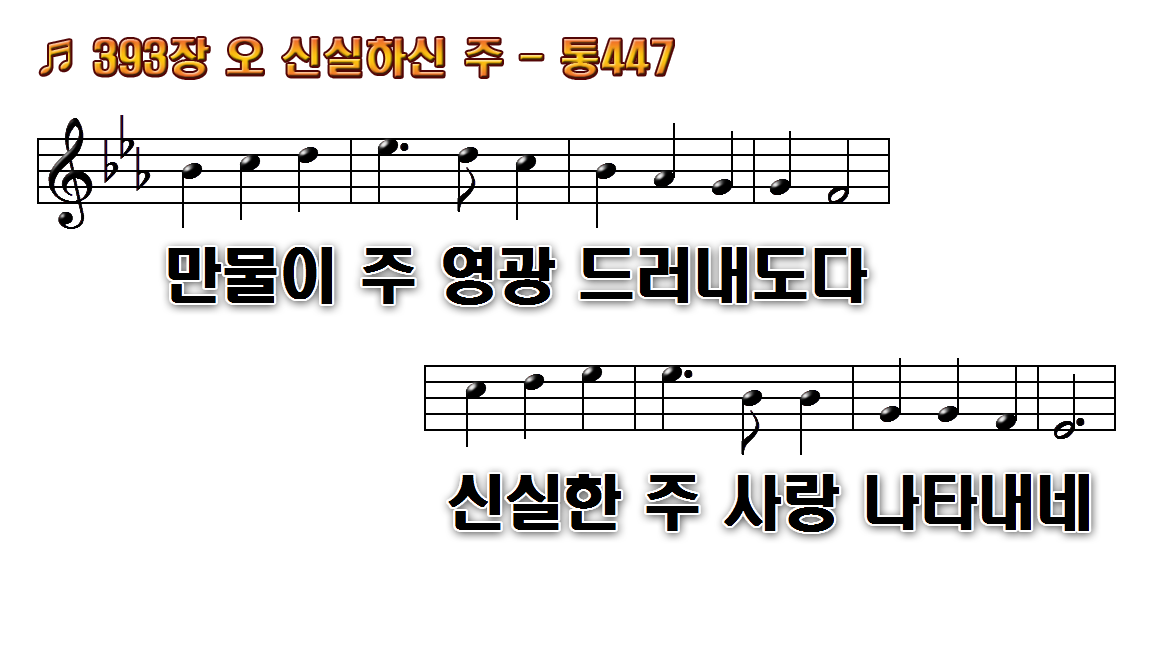 ♬ 393장 오 신실하신 주 - 통447
만물이 주 영광 드러내도다
신실한 주 사랑 나타내네